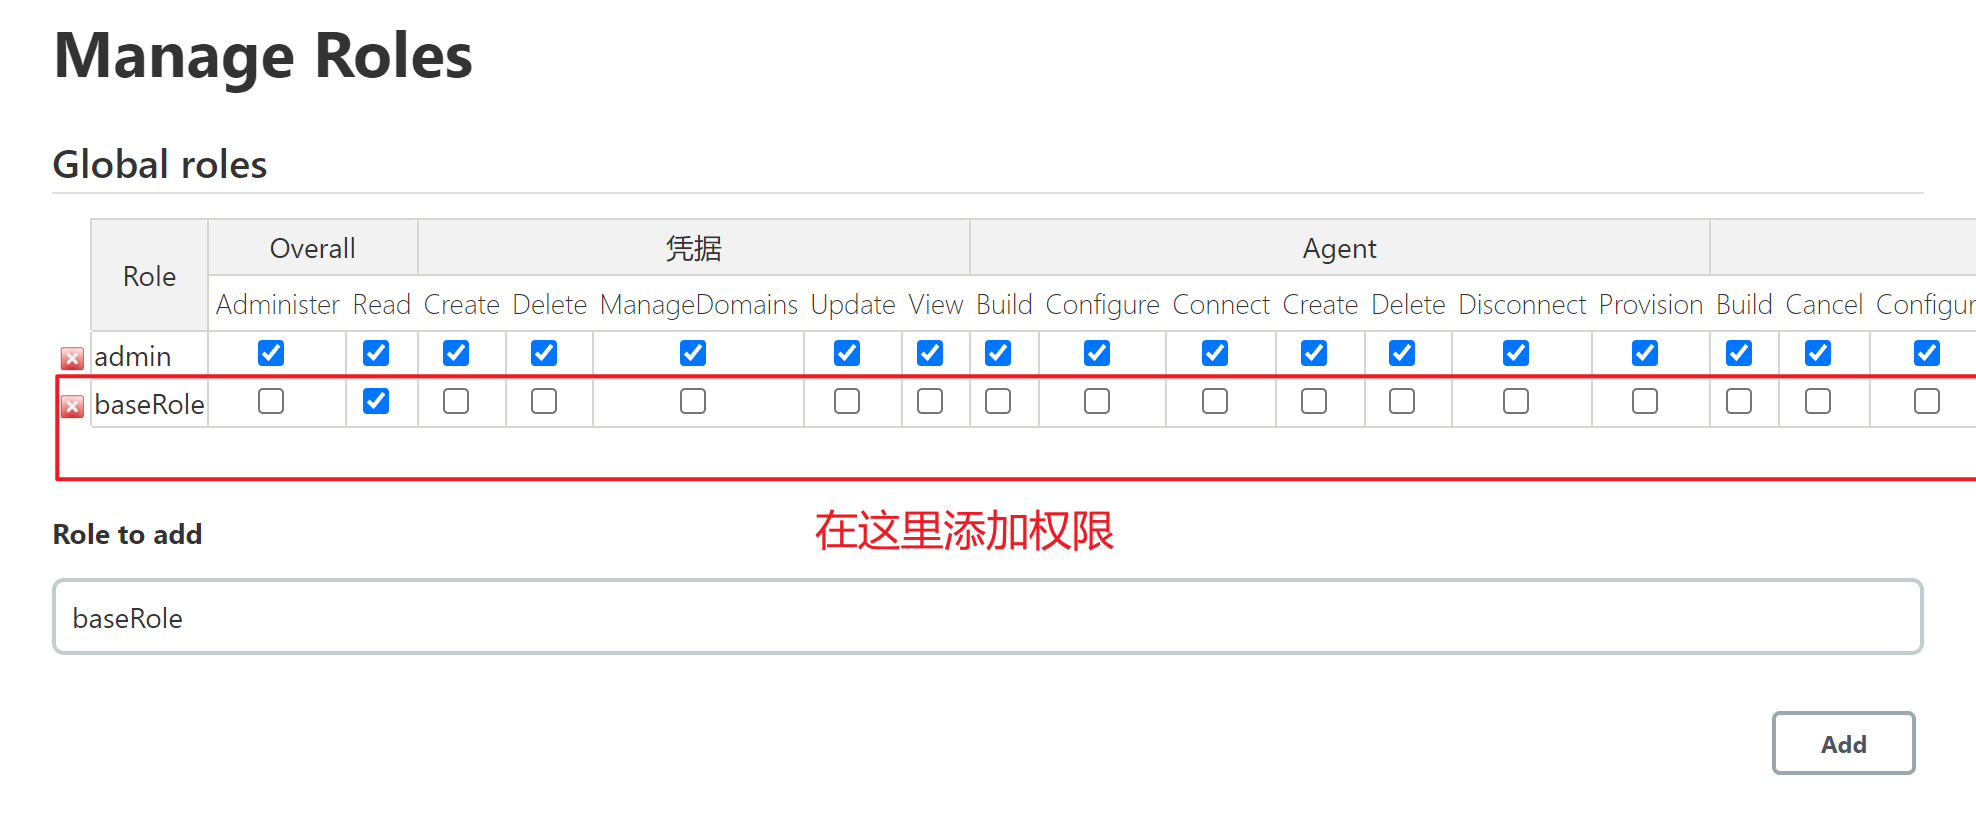 Manage Roles
Global roles
Role Overall 凭据 Agent
Administer Read Create Delete ManageDomains Update View Build Configure Connect Create Delete Disconnect Provision Build Cancel Configur
admin
baseRole
在这里添加权限
Role to add
baseRole
Add